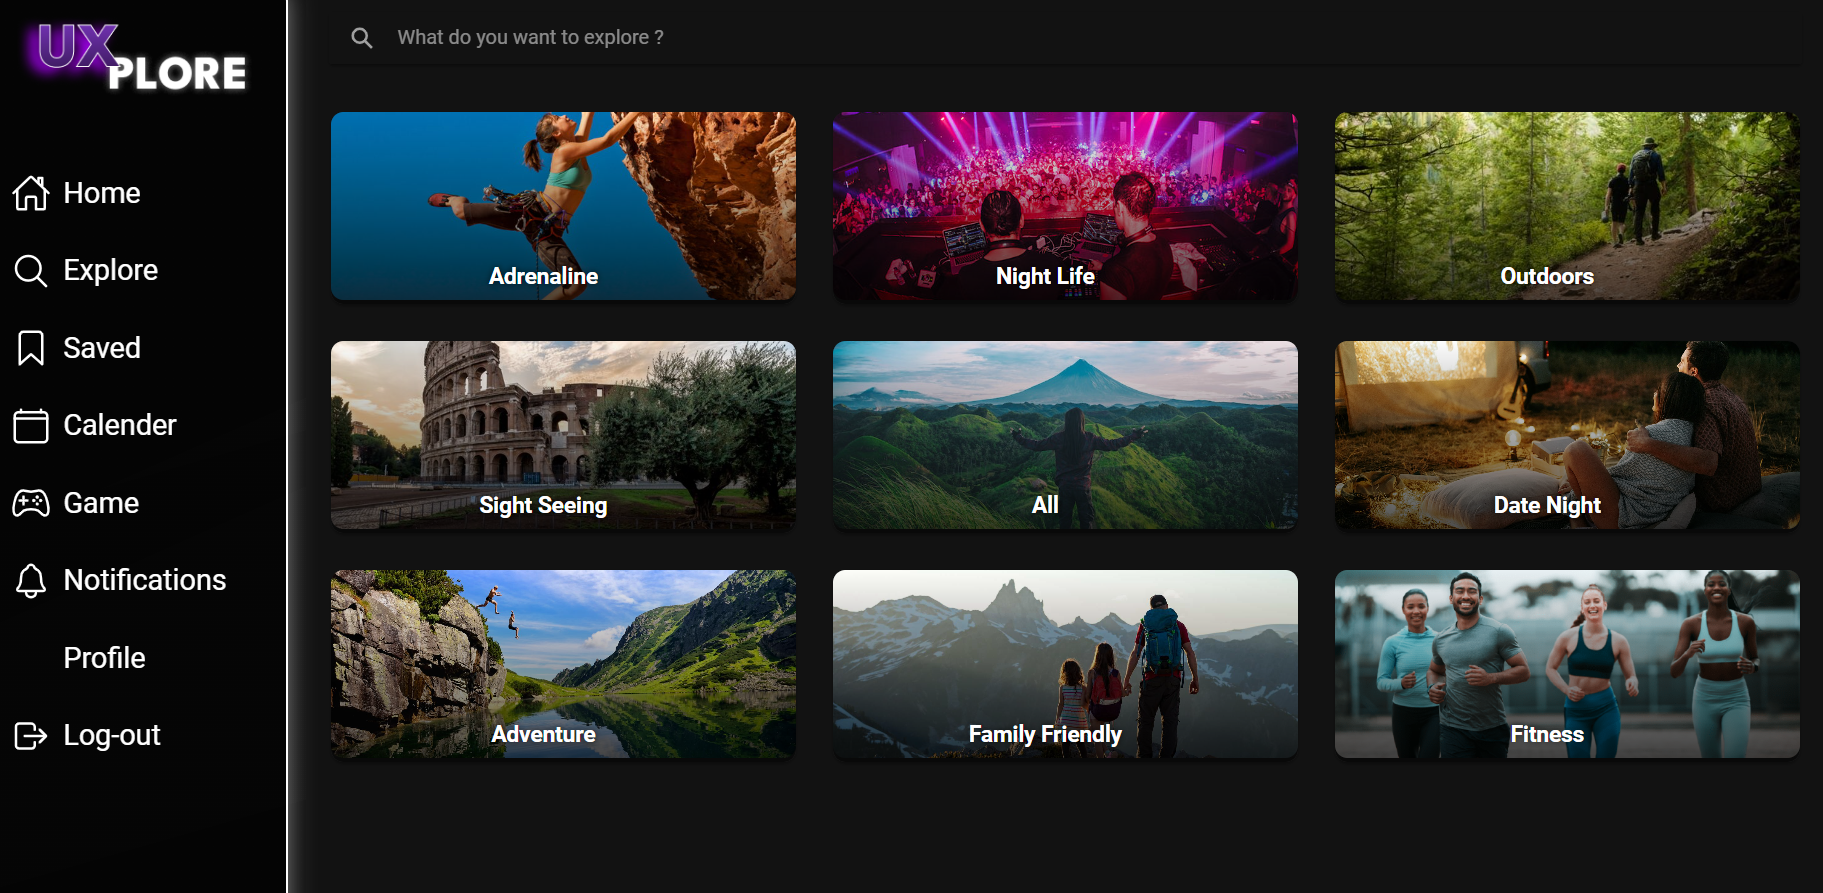 UX
PLORE
Home
Explore
Saved
Calender
Game
Notifications
Profile
Log-out
What do you want to explore ?
Adrenaline
Night Life
Outdoors
Sight Seeing
All
Date Night
Adventure
Family Friendly
Fitness